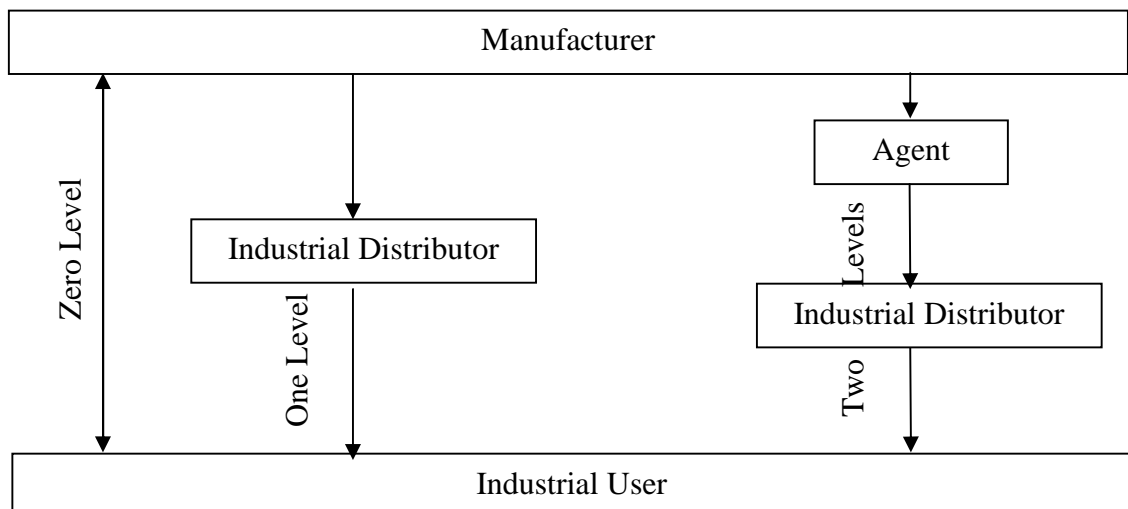 Manufacturer
Agent
Zero Level
Industrial Distributor
One Level
Two Levels
Industrial Distributor
Industrial User